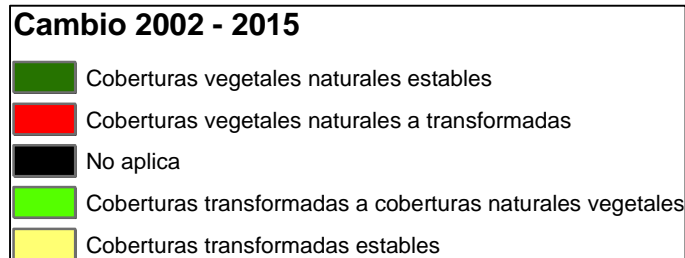 Cambio 2002 - 2015
Coberturas vegetales naturales estables
Coberturas vegetales naturales a transformadas
No aplica
Coberturas transformadas a coberturas naturales vegetales
Coberturas transformadas estables